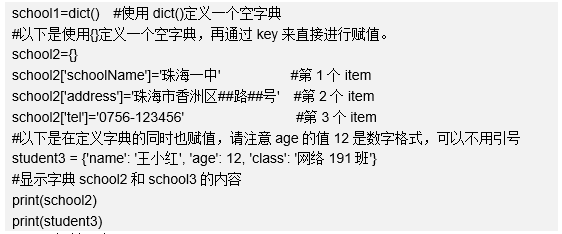 school1=dict() #使用 dict()定义一个空字典
#以下是使用{}定义一个空字典，再通过 key 来直接进行赋值。
school2={}
school2['schoolName']='珠海一中' #第 1 个 item
school2['address']='珠海市香洲区##路##号' #第 2 个 item
school2['tel']='0756-123456' #第 3 个 item
#以下是在定义字典的同时也赋值，请注意 age 的值 12 是数字格式，可以不用引号
student3 = {'name': '王小红', 'age': 12, 'class': '网络 191 班'}
#显示字典 school2 和 school3 的内容
print(school2)
print(student3)